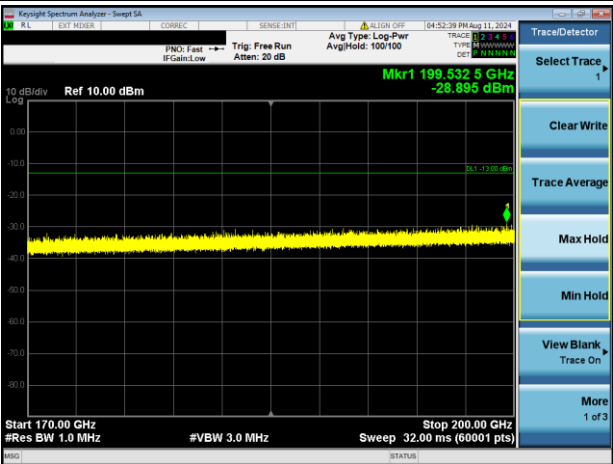 Keysight Spectrum Analyzer - Swept SA
RL EXT MIXER CORREC SENSE:INT ALIGN OFF 04:52:39 PM Aug 11, 2024
Avg Type: Log-Pwr TRACE 1 2 3 4 5 6
PNO: Fast Trig: Free Run Avg|Hold: 100/100 TYPE M WWWWW
IFGain:Low Atten: 20 dB DET P N N N N N
Mkr1 199.532 5 GHz
10 dB/div Ref 10.00 dBm -28.895 dBm
Log
0.00
-10.0
DL1 -13.00 dBm
-20.0
1
-30.0
-40.0
-50.0
-60.0
-70.0
-80.0
Start 170.00 GHz Stop 200.00 GHz
#Res BW 1.0 MHz #VBW 3.0 MHz Sweep 32.00 ms (60001 pts)
MSG STATUS
Trace/Detector
Select Trace
1
Clear Write
Trace Average
Max Hold
Min Hold
View Blank
Trace On
More
1 of 3